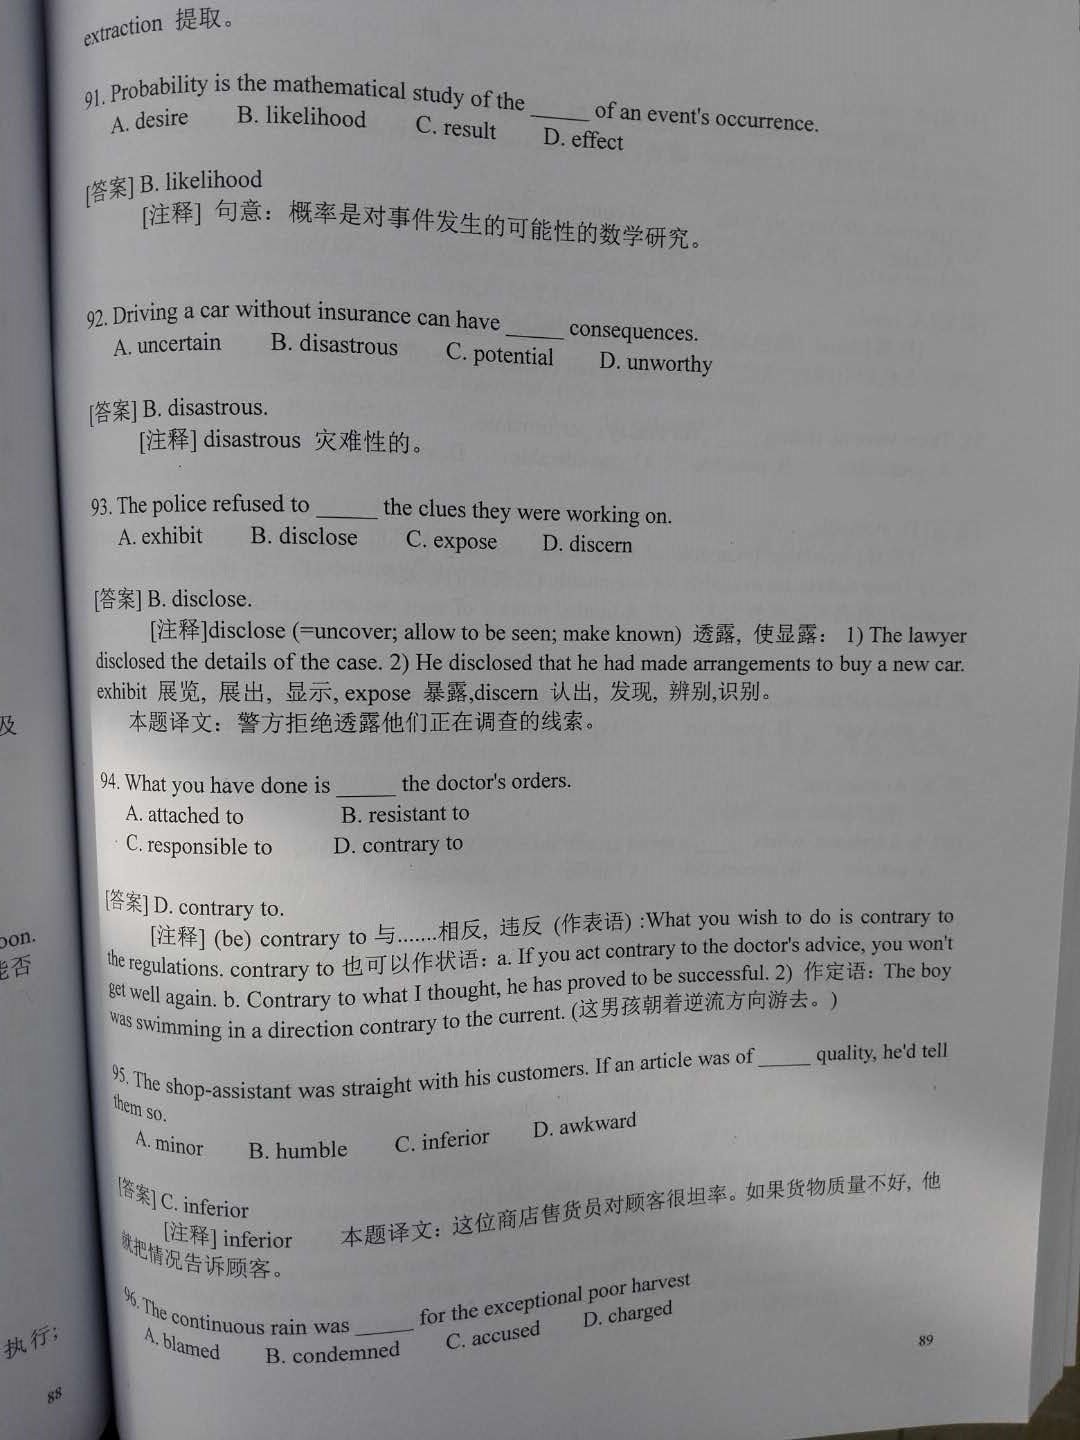 extraction 提取。
91. Probability is the mathematical study of the _____ of an event's occurrence.
A. desire B. likelihood C. result D. effect
[答案] B. likelihood
[注释] 句意：概率是对事件发生的可能性的数学研究。
92. Driving a car without insurance can have _____ consequences.
A. uncertain B. disastrous C. potential D. unworthy
[答案] B. disastrous.
[注释] disastrous 灾难性的。
93. The police refused to _____ the clues they were working on.
A. exhibit B. disclose C. expose D. discern
[答案] B. disclose.
[注释]disclose (=uncover; allow to be seen; make known) 透露, 使显露： 1) The lawyer
disclosed the details of the case. 2) He disclosed that he had made arrangements to buy a new car.
exhibit 展览, 展出, 显示, expose 暴露,discern 认出, 发现, 辨别,识别。
本题译文：警方拒绝透露他们正在调查的线索。
94. What you have done is _____ the doctor's orders.
A. attached to B. resistant to
C. responsible to D. contrary to
[答案] D. contrary to.
[注释] (be) contrary to 与.......相反, 违反 (作表语) :What you wish to do is contrary to
the regulations. contrary to 也可以作状语：a. If you act contrary to the doctor's advice, you won't
get well again. b. Contrary to what I thought, he has proved to be successful. 2) 作定语：The boy
was swimming in a direction contrary to the current. (这男孩朝着逆流方向游去。)
95. The shop-assistant was straight with his customers. If an article was of _____ quality, he'd tell
them so.
A. minor B. humble C. inferior D. awkward
[答案] C. inferior
[注释] inferior 本题译文：这位商店售货员对顾客很坦率。如果货物质量不好, 他
就把情况告诉顾客。
96. The continuous rain was _____ for the exceptional poor harvest
A. blamed B. condemned C. accused D. charged
89
及
oon.
能否
执行;
88